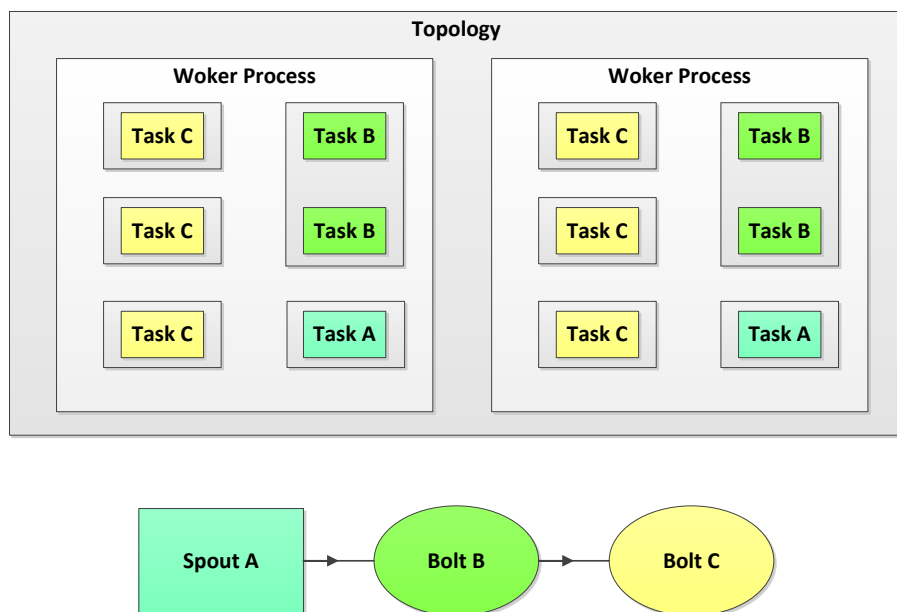 Topology
Woker Process
Task C
Task B
Task C
Task B
Task C
Task A
Woker Process
Task C
Task B
Task C
Task B
Task C
Task A
Spout A
Bolt B
Bolt C